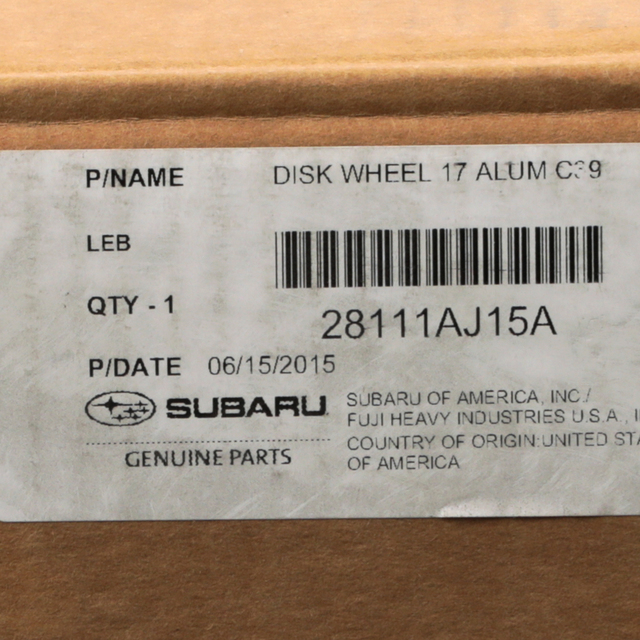 P/NAME DISK WHEEL 17 ALUM
LEB
QTY - 1
28111AJ15A
P/DATE 06/15/2015
SUBARU
GENUINE PARTS
SUBARU OF AMERICA, INC./
FUJI HEAVY INDUSTRIES U.S.A.,
COUNTRY OF ORIGIN:UNITED
OF AMERICA